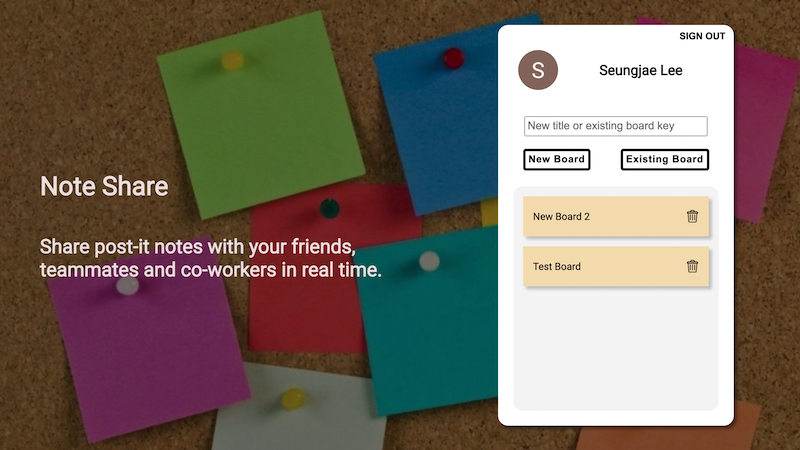 Note Share
Share post-it notes with your friends,
teammates and co-workers in real time.
SIGN OUT
S
Seungjae Lee
New title or existing board key
New Board
Existing Board
New Board 2
Test Board